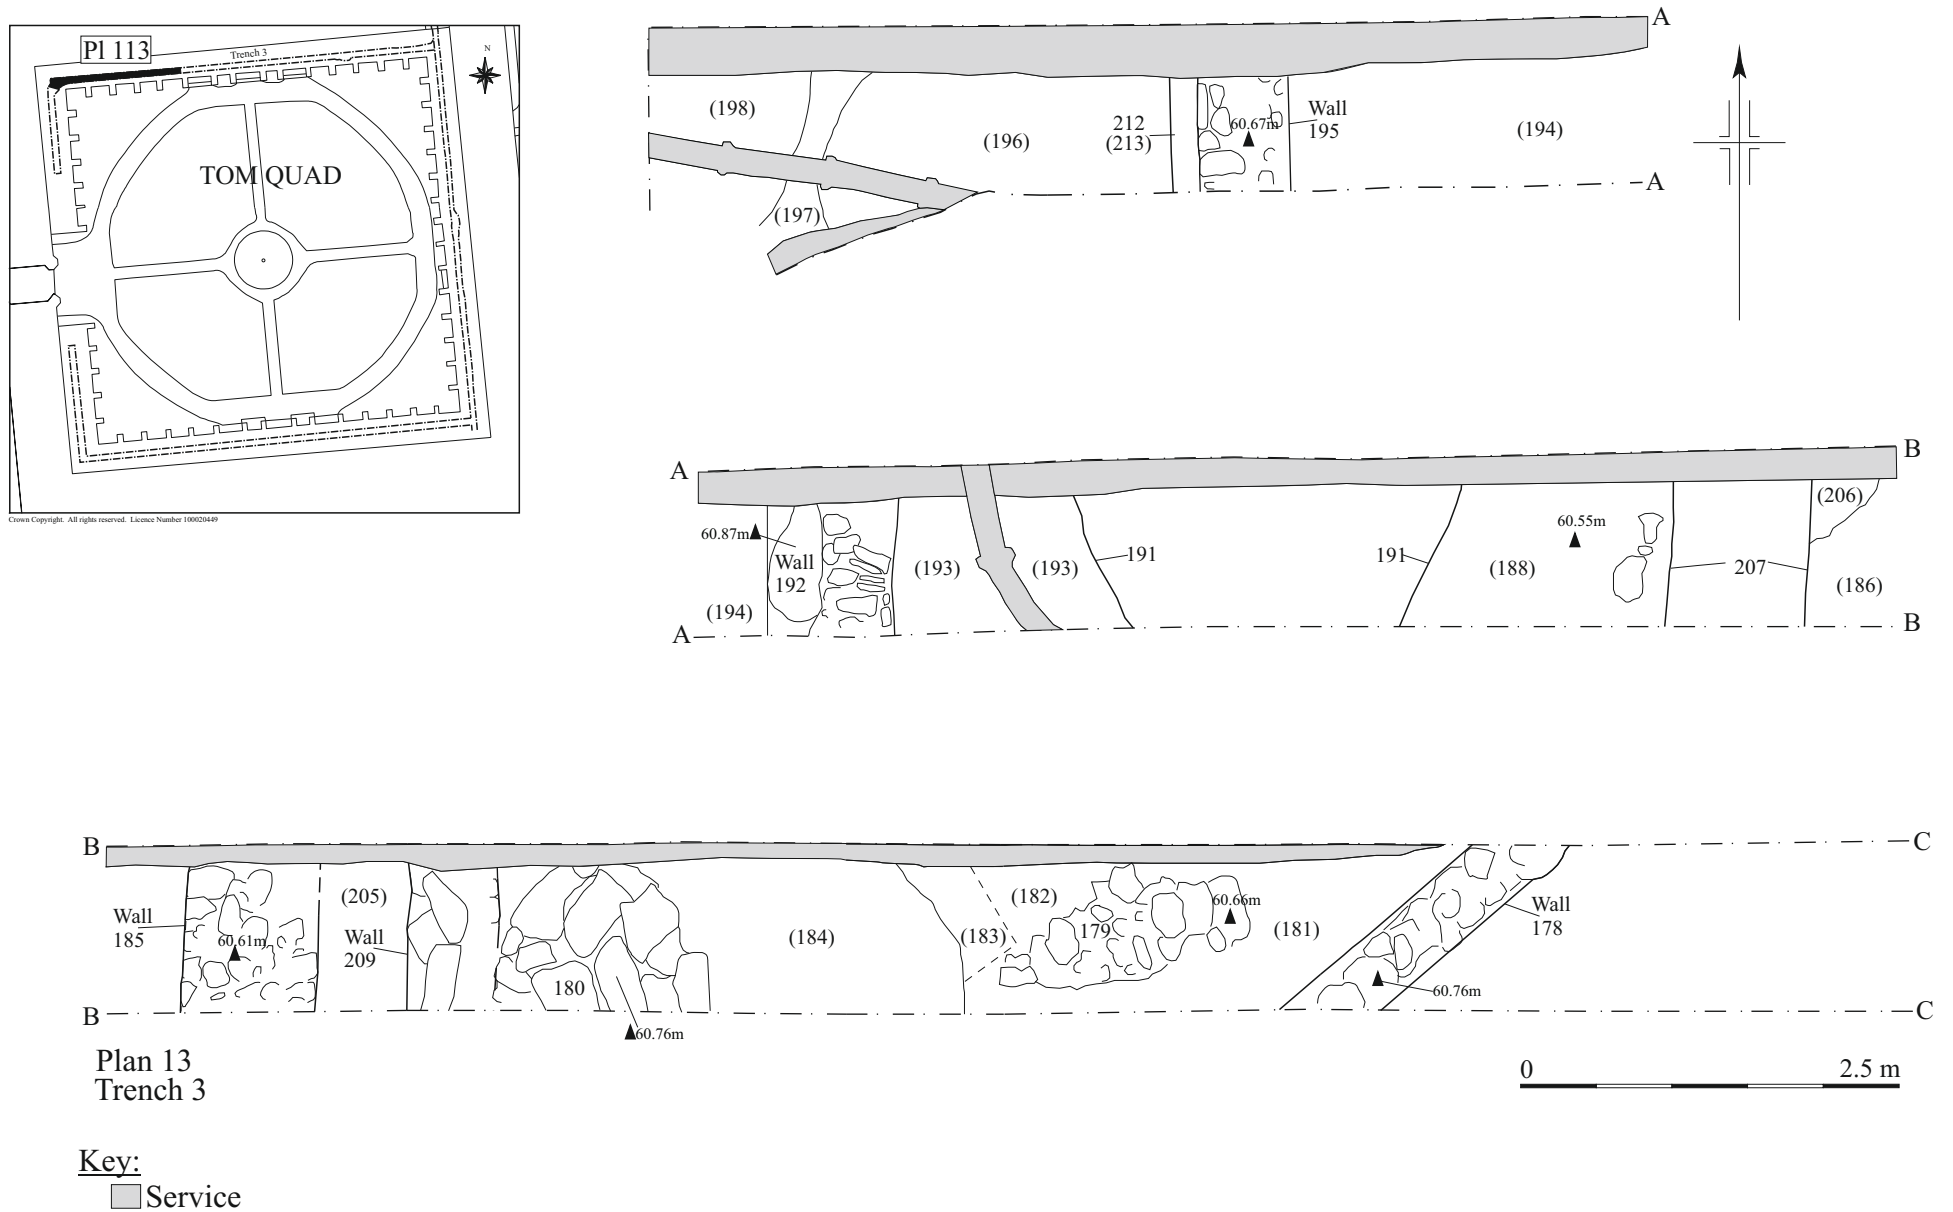 Pl 113
Trench 3
N
TOM QUAD
Crown Copyright. All rights reserved. Licence Number 100020449
A
(198)
(196)
212
(213)
60.67m
Wall
195
(194)
(197)
A
A
B
60.87m
Wall
192
(194)
(193)
(193)
191
191
(188)
60.55m
207
(206)
(186)
A
B
B
C
Wall
185
60.61m
(205)
Wall
209
180
60.76m
(184)
(183)
(182)
179
60.66m
(181)
Wall
178
60.76m
B
C
Plan 13
Trench 3
0 2.5 m
Key:
Service